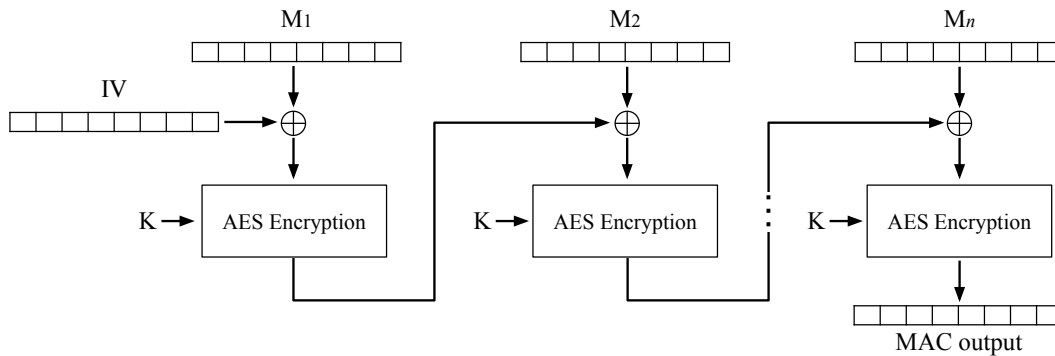 M1
M2
Mn
IV
K
AES Encryption
K
AES Encryption
K
AES Encryption
MAC output